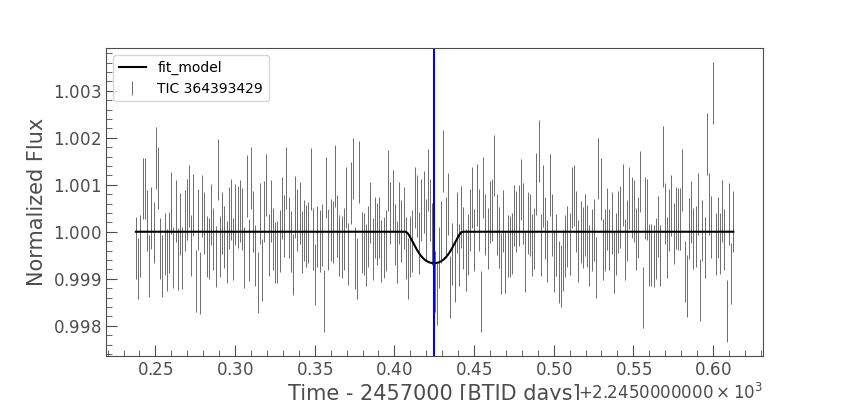 fit_model
TIC 364393429
1.003
1.002
1.001
1.000
0.999
0.998
Normalized Flux
0.25 0.30 0.35 0.40 0.45 0.50 0.55 0.60
Time - 2457000 [BTJD days]
+2.2450000000 × 10³